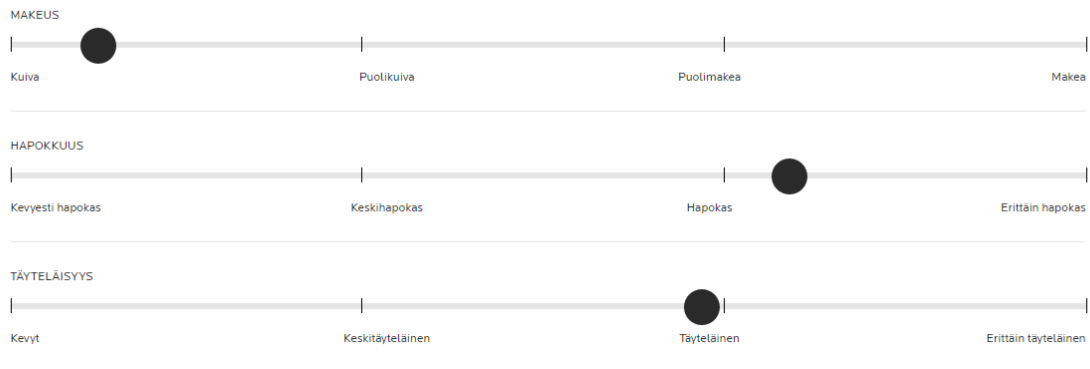 MAKEUS
Kuiva Puolikuiva Puolimakea Makea
HAPOKKUUS
Kevyesti hapokas Keskihapokas Hapokas Erittäin hapokas
TÄYTELÄISYYS
Kevyt Keskitäyteläinen Täyteläinen Erittäin täyteläinen